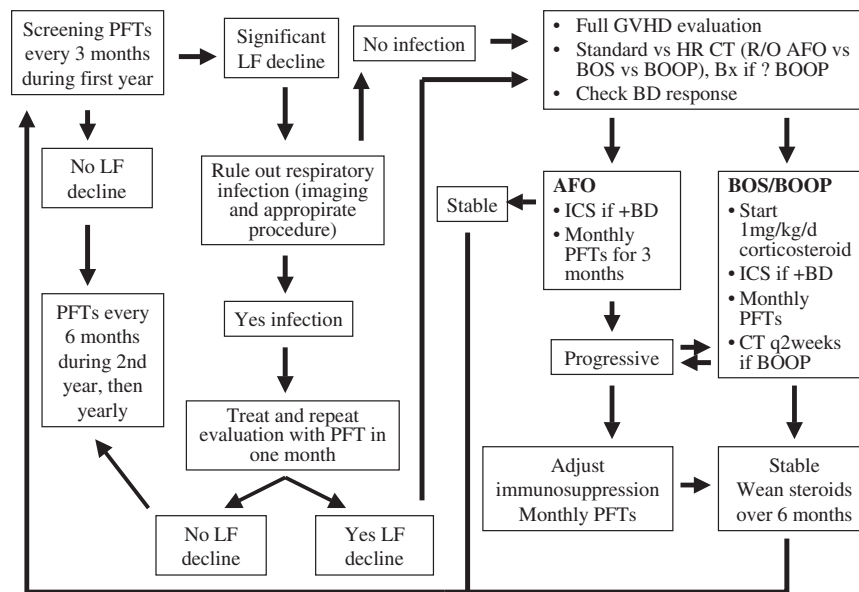 Screening PFTs
every 3 months
during first year
Significant
LF decline
No infection
• Full GVHD evaluation
• Standard vs HR CT (R/O AFO vs
BOS vs BOOP), Bx if ? BOOP
• Check BD response
No LF
decline
Rule out respiratory
infection (imaging
and appropirate
procedure)
Stable
AFO
• ICS if +BD
• Monthly
PFTs for 3
months
BOS/BOOP
• Start
1mg/kg/d
corticosteroid
• ICS if +BD
• Monthly
PFTs
• CT q2weeks
if BOOP
PFTs every
6 months
during 2nd
year, then
yearly
Yes infection
Progressive
Treat and repeat
evaluation with PFT in
one month
Adjust
immunosuppression
Monthly PFTs
Stable
Wean steroids
over 6 months
No LF
decline
Yes LF
decline